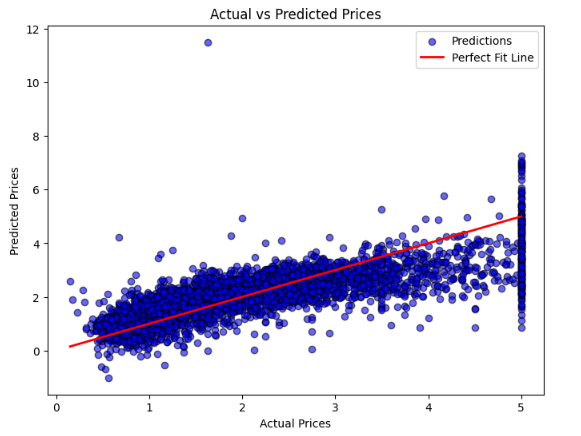 Actual vs Predicted Prices
12
10
8
6
4
2
0
Predicted Prices
Predictions
Perfect Fit Line
0 1 2 3 4 5
Actual Prices